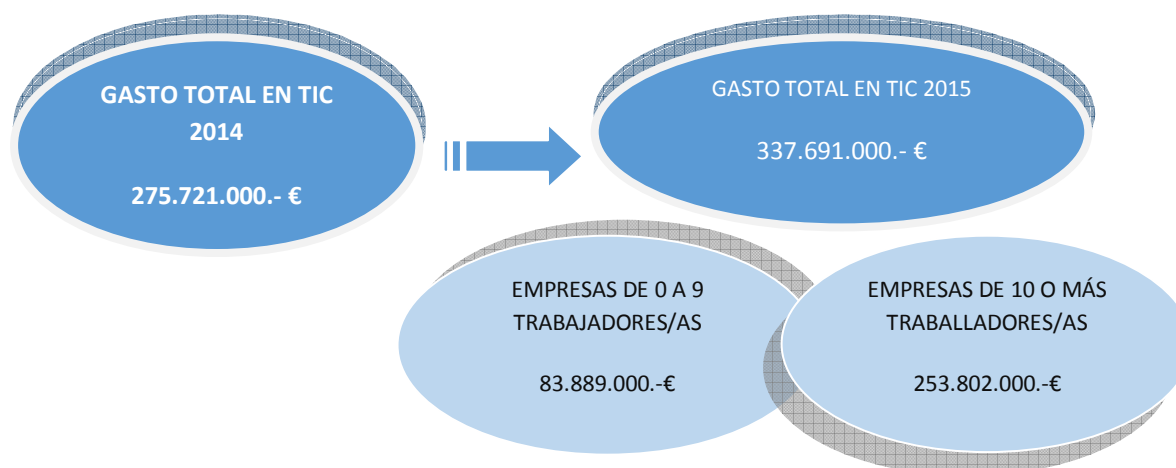 GASTO TOTAL EN TIC
2014
275.721.000.- €
GASTO TOTAL EN TIC 2015
337.691.000.- €
EMPRESAS DE 0 A 9
TRABAJADORES/AS
83.889.000.-€
EMPRESAS DE 10 O MÁS
TRABALLADORES/AS
253.802.000.-€